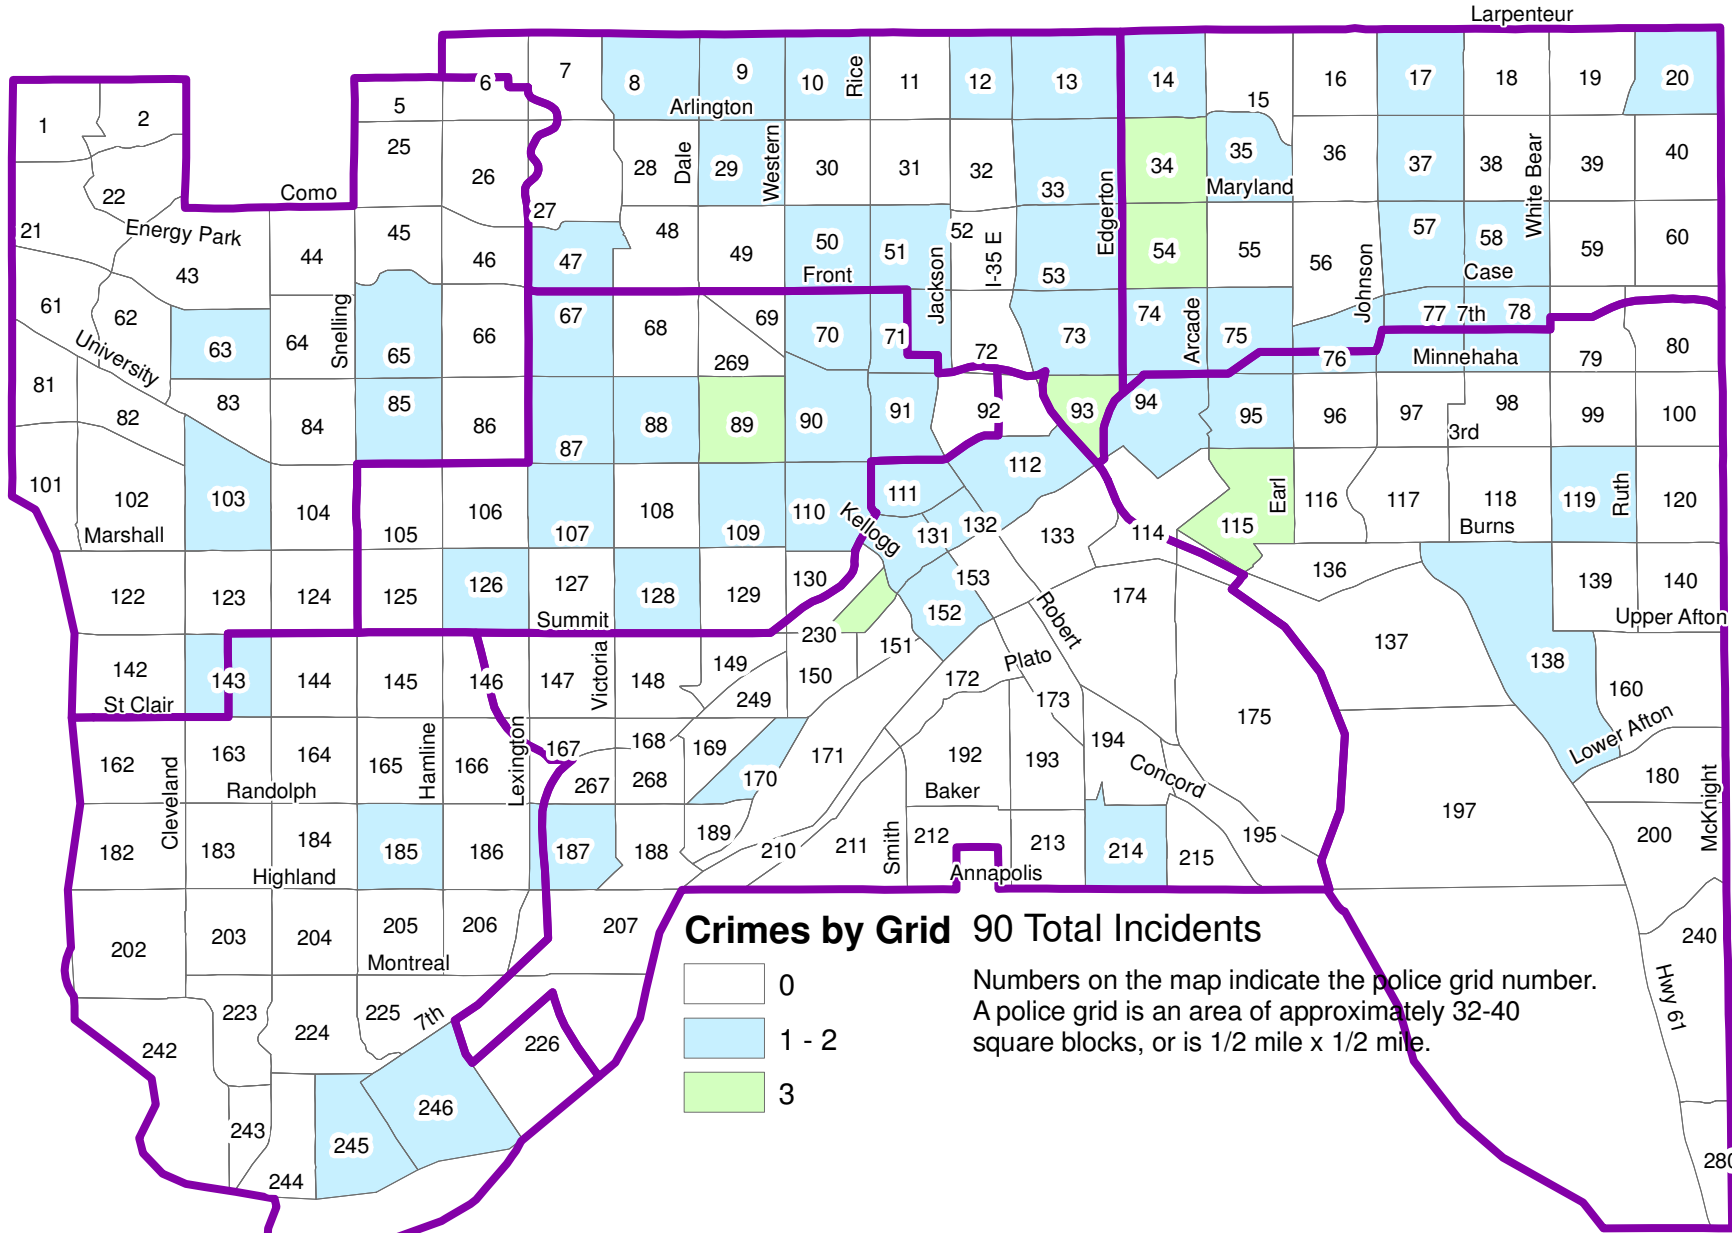 Larpenteur
6 7 8 9 10 Rice 11 12 13 14 15 16 17 18 19 20
Arlington
1 2 5
25 26 27 28 Dale 29 Western 30 31 32 33 Edgerton 34 35 36 37 38 White Bear 39 40
Maryland
22 Como
21 Energy Park 44 45 46 47 48 49 50 51 Jackson 52 I-35 E 53 54 55 56 Johnson 57 58 59 60
43 Front Case
61 62 63 64 Snelling 65 66 67 68 69 70 71 72 73 74 Arcade 75 76 77 7th 78 79 80
University 269 Minnehaha
81 82 83 84 85 86 87 88 89 90 91 92 93 94 95 96 97 98 99 100
3rd
101 102 103 104 105 106 107 108 109 110 111 112 Earl 115 116 117 118 119 Ruth 120
Marshall Kellogg 131 132 133 114 Burns
122 123 124 125 126 127 128 129 130 153 152 174 136 139 140
Summit Robert Upper Afton
142 143 144 145 146 147 Victoria 148 149 230 151 Plato 137 138
St Clair 249 150 172 173 175 160
Lower Afton
162 Cleveland 163 164 165 Hamline 166 Lexington 167 168 169 170 171 192 193 194 Concord 180
Randolph 267 268 Baker McKnight
182 183 184 185 186 187 188 189 210 211 Smith 212 213 214 215 195 197 200
Highland Annapolis
202 203 204 205 206 207 240
Montreal
223 224 225 7th 226 Hwy 61
242 243 244 245 246 280
Crimes by Grid 90 Total Incidents
0
1 - 2
3
Numbers on the map indicate the police grid number.
A police grid is an area of approximately 32-40
square blocks, or is 1/2 mile x 1/2 mile.